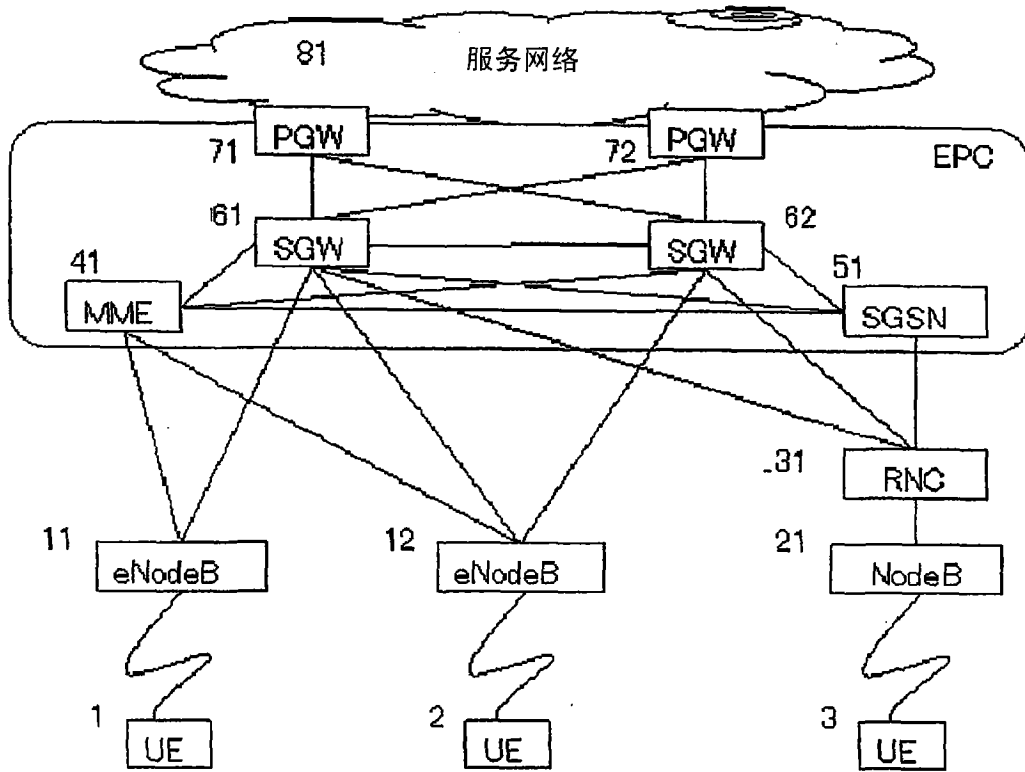 81 服务网络
PGW PGW
71 72 EPC
61 62
SGW SGW
41 51
MME SGSN
31
RNC
11 12 21
eNodeB eNodeB NodeB
1 2 3
UE UE UE